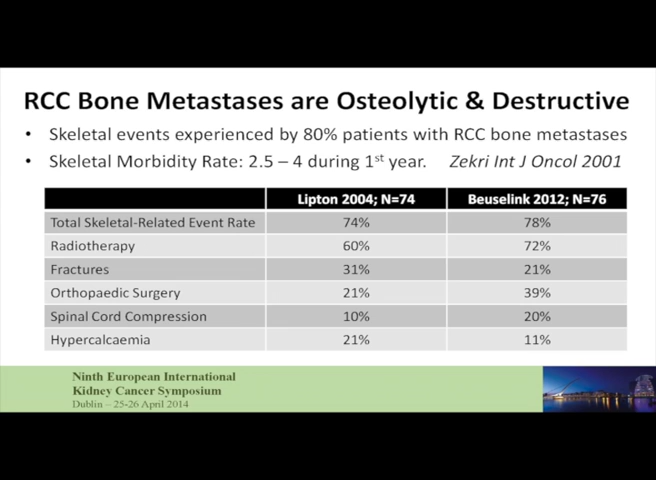 RCC Bone Metastases are Osteolytic & Destructive
• Skeletal events experienced by 80% patients with RCC bone metastases
• Skeletal Morbidity Rate: 2.5 – 4 during 1st year. Zekri Int J Oncol 2001
Lipton 2004; N=74 Beuselink 2012; N=76
Total Skeletal-Related Event Rate 74% 78%
Radiotherapy 60% 72%
Fractures 31% 21%
Orthopaedic Surgery 21% 39%
Spinal Cord Compression 10% 20%
Hypercalcaemia 21% 11%
Ninth European International
Kidney Cancer Symposium
Dublin – 25-26 April 2014